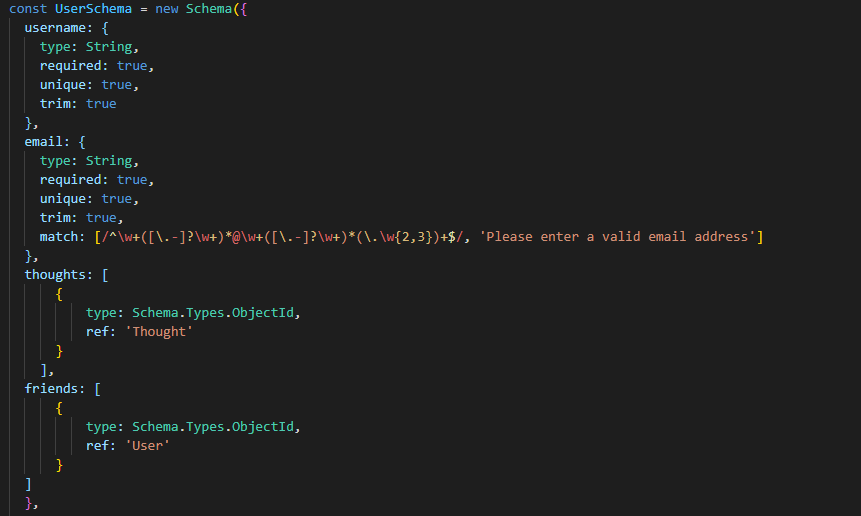 const UserSchema = new Schema({
  username: {
    type: String,
    required: true,
    unique: true,
    trim: true
  },
  email: {
    type: String,
    required: true,
    unique: true,
    trim: true,
    match: [/^\w+([\.-]?\w+)*@\w+([\.-]?\w+)*(\.\w{2,3})+$/, 'Please enter a valid email address']
  },
  thoughts: [
      {
          type: Schema.Types.ObjectId,
          ref: 'Thought'
      }
    ],
  friends: [
      {
          type: Schema.Types.ObjectId,
          ref: 'User'
      }
  ]
  },